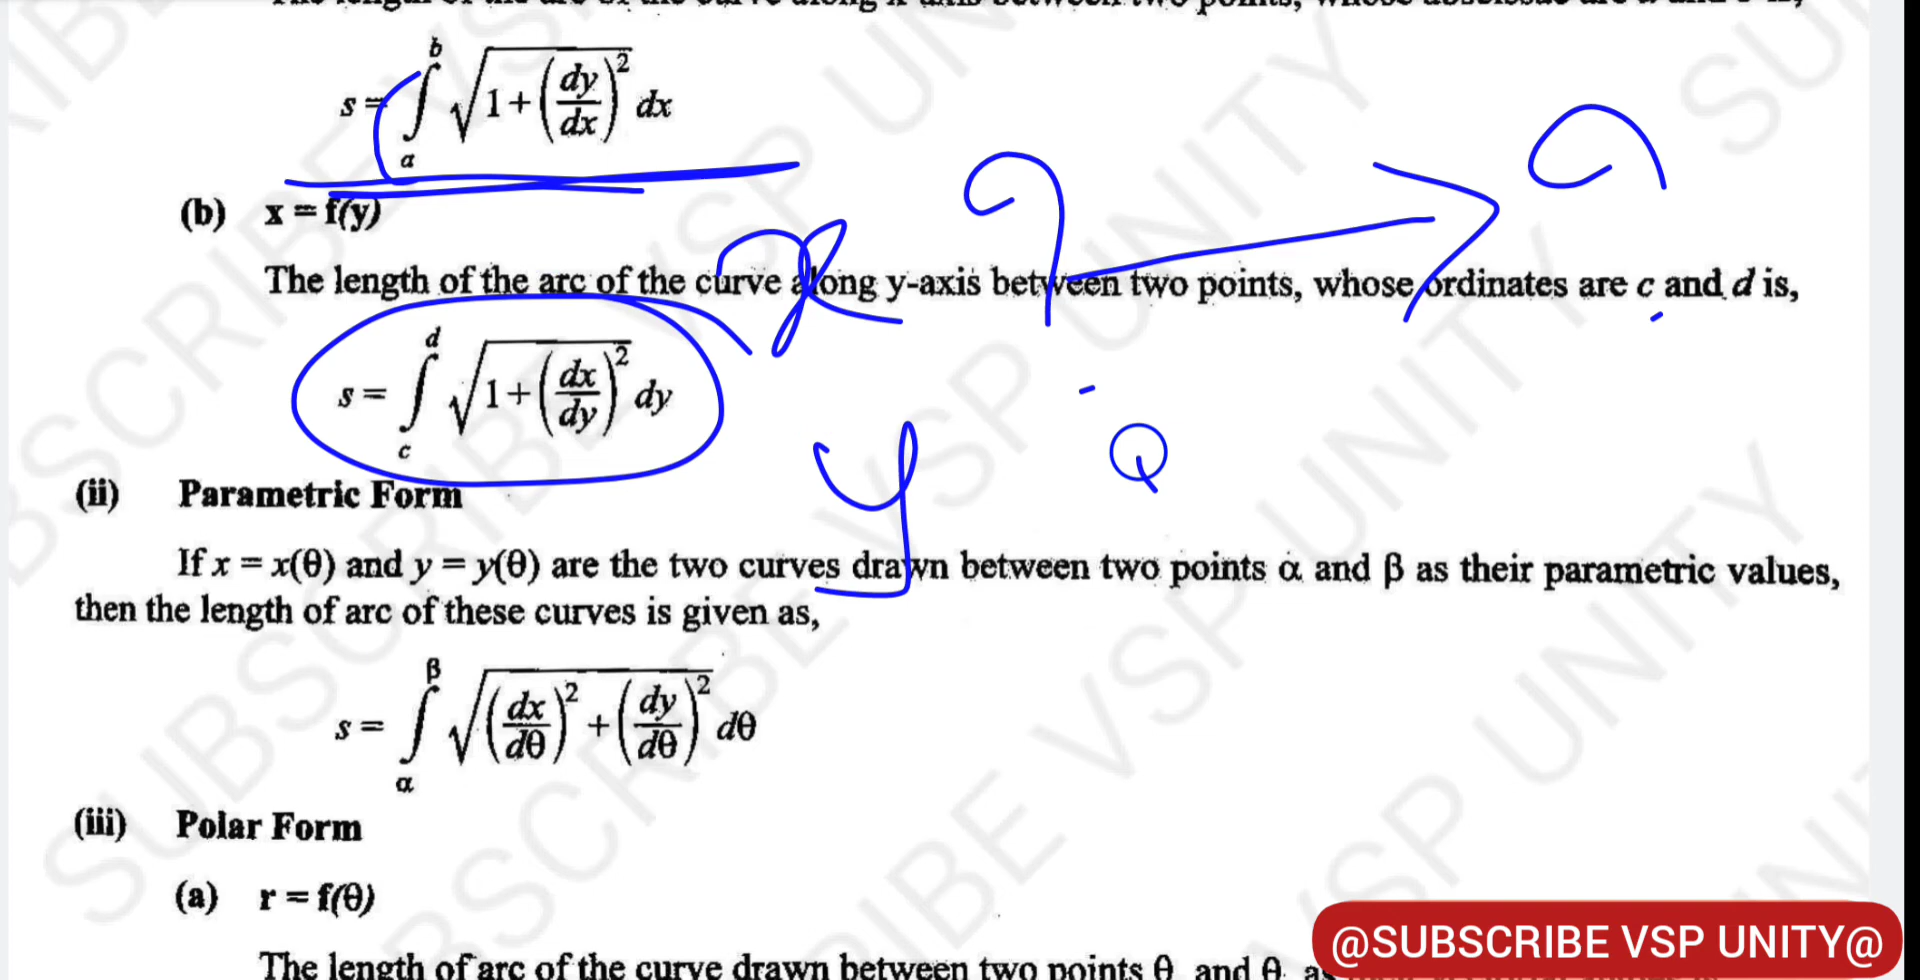 The length of the arc of the curve along x-axis between two points, whose abscissae are a and b is,
s = ∫ₐᵇ √(1 + (dy/dx)²) dx
(b) x = f(y)
The length of the arc of the curve along y-axis between two points, whose ordinates are c and d is,
s = ∫_c^d √(1 + (dx/dy)²) dy
x
y
(ii) Parametric Form
If x = x(θ) and y = y(θ) are the two curves drawn between two points α and β as their parametric values,
then the length of arc of these curves is given as,
s = ∫_α^β √((dx/dθ)² + (dy/dθ)²) dθ
(iii) Polar Form
(a) r = f(θ)
The length of arc of the curve drawn between two points θ and θ
@SUBSCRIBE VSP UNITY@
SUBSCRIBE VSP UNITY